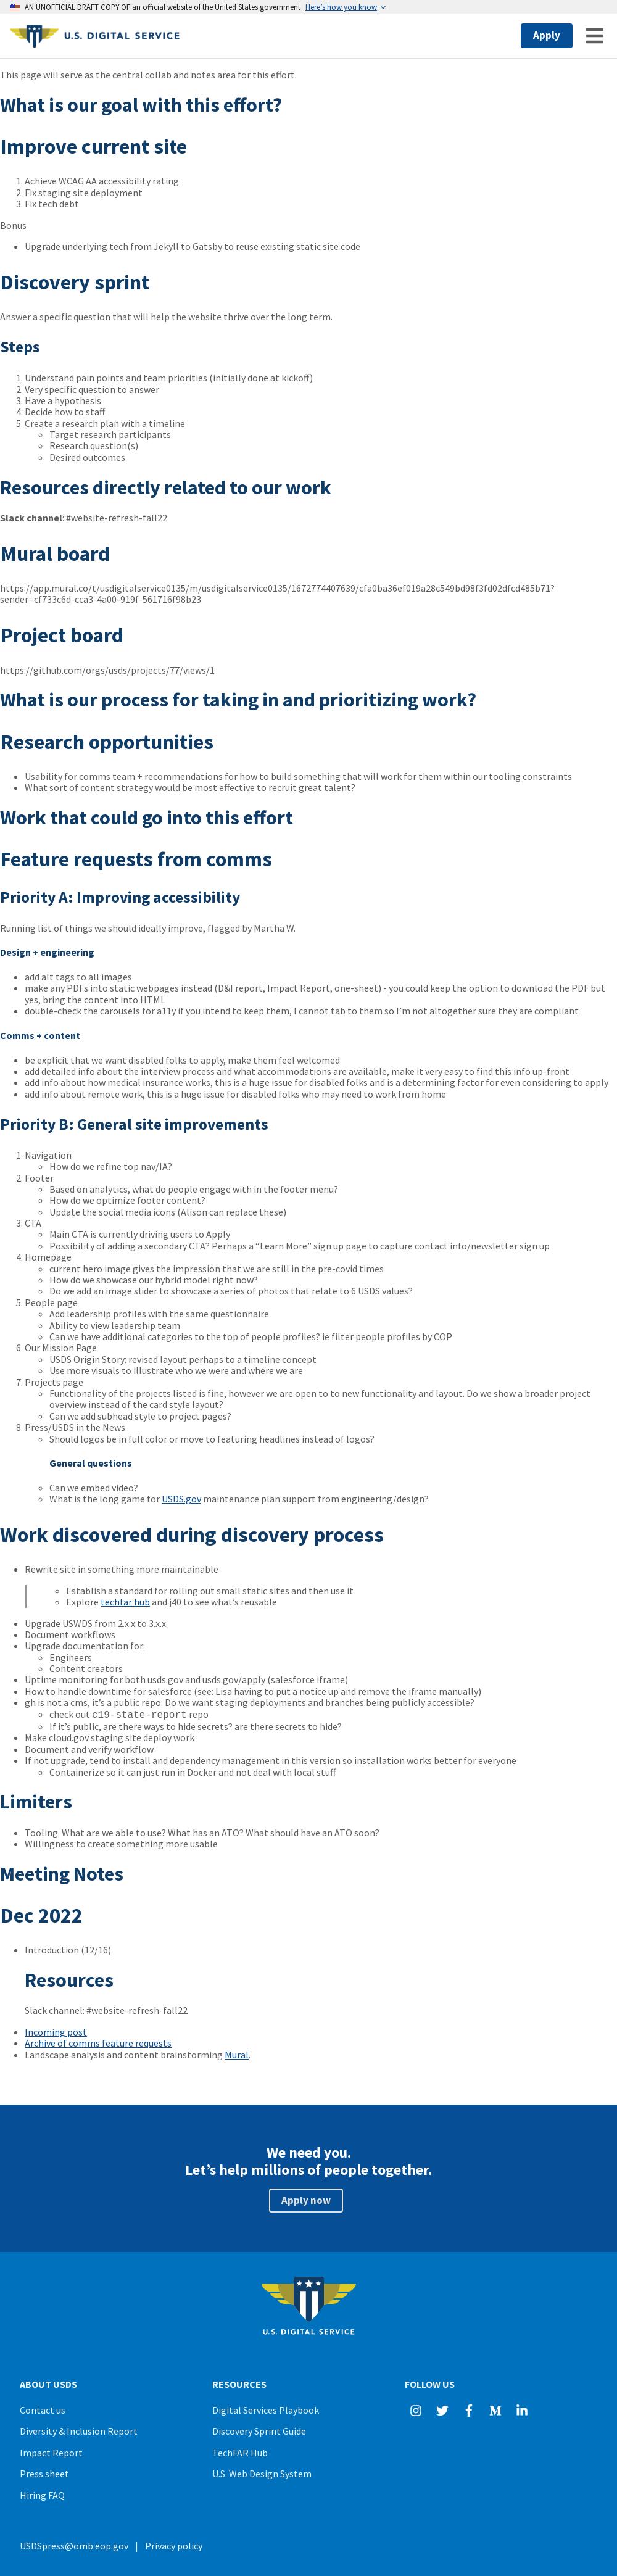 AN UNOFFICIAL DRAFT COPY OF an official website of the United States government Here's how you know
U.S. DIGITAL SERVICE
Apply
This page will serve as the central collab and notes area for this effort.
What is our goal with this effort?
Improve current site
1. Achieve WCAG AA accessibility rating
2. Fix staging site deployment
3. Fix tech debt
Bonus
Upgrade underlying tech from Jekyll to Gatsby to reuse existing static site code
Discovery sprint
Answer a specific question that will help the website thrive over the long term.
Steps
1. Understand pain points and team priorities (initially done at kickoff)
2. Very specific question to answer
3. Have a hypothesis
4. Decide how to staff
5. Create a research plan with a timeline
Target research participants
Research question(s)
Desired outcomes
Resources directly related to our work
Slack channel: #website-refresh-fall22
Mural board
https://app.mural.co/t/usdigitalservice0135/m/usdigitalservice0135/1672774407639/cfa0ba36ef019a28c549bd98f3fd02dfcd485b71?
sender=cf733c6d-cca3-4a00-919f-561716f98b23
Project board
https://github.com/orgs/usds/projects/77/views/1
What is our process for taking in and prioritizing work?
Research opportunities
Usability for comms team + recommendations for how to build something that will work for them within our tooling constraints
What sort of content strategy would be most effective to recruit great talent?
Work that could go into this effort
Feature requests from comms
Priority A: Improving accessibility
Running list of things we should ideally improve, flagged by Martha W.
Design + engineering
add alt tags to all images
make any PDFs into static webpages instead (D&I report, Impact Report, one-sheet) - you could keep the option to download the PDF but
yes, bring the content into HTML
double-check the carousels for a11y if you intend to keep them, I cannot tab to them so I'm not altogether sure they are compliant
Comms + content
be explicit that we want disabled folks to apply, make them feel welcomed
add detailed info about the interview process and what accommodations are available, make it very easy to find this info up-front
add info about how medical insurance works, this is a huge issue for disabled folks and is a determining factor for even considering to apply
add info about remote work, this is a huge issue for disabled folks who may need to work from home
Priority B: General site improvements
1. Navigation
How do we refine top nav/IA?
2. Footer
Based on analytics, what do people engage with in the footer menu?
How do we optimize footer content?
Update the social media icons (Alison can replace these)
3. CTA
Main CTA is currently driving users to Apply
Possibility of adding a secondary CTA? Perhaps a “Learn More” sign up page to capture contact info/newsletter sign up
4. Homepage
current hero image gives the impression that we are still in the pre-covid times
How do we showcase our hybrid model right now?
Do we add an image slider to showcase a series of photos that relate to 6 USDS values?
5. People page
Add leadership profiles with the same questionnaire
Ability to view leadership team
Can we have additional categories to the top of people profiles? ie filter people profiles by COP
6. Our Mission Page
USDS Origin Story: revised layout perhaps to a timeline concept
Use more visuals to illustrate who we were and where we are
7. Projects page
Functionality of the projects listed is fine, however we are open to to new functionality and layout. Do we show a broader project
overview instead of the card style layout?
Can we add subhead style to project pages?
8. Press/USDS in the News
Should logos be in full color or move to featuring headlines instead of logos?
General questions
Can we embed video?
What is the long game for USDS.gov maintenance plan support from engineering/design?
Work discovered during discovery process
Rewrite site in something more maintainable
Establish a standard for rolling out small static sites and then use it
Explore techfar hub and j40 to see what's reusable
Upgrade USWDS from 2.x.x to 3.x.x
Document workflows
Upgrade documentation for:
Engineers
Content creators
Uptime monitoring for both usds.gov and usds.gov/apply (salesforce iframe)
How to handle downtime for salesforce (see: Lisa having to put a notice up and remove the iframe manually)
gh is not a cms, it's a public repo. Do we want staging deployments and branches being publicly accessible?
check out c19-state-report repo
If it's public, are there ways to hide secrets? are there secrets to hide?
Make cloud.gov staging site deploy work
Document and verify workflow
If not upgrade, tend to install and dependency management in this version so installation works better for everyone
Containerize so it can just run in Docker and not deal with local stuff
Limiters
Tooling. What are we able to use? What has an ATO? What should have an ATO soon?
Willingness to create something more usable
Meeting Notes
Dec 2022
Introduction (12/16)
Resources
Slack channel: #website-refresh-fall22
Incoming post
Archive of comms feature requests
Landscape analysis and content brainstorming Mural.
We need you.
Let's help millions of people together.
Apply now
U.S. DIGITAL SERVICE
ABOUT USDS
Contact us
Diversity & Inclusion Report
Impact Report
Press sheet
Hiring FAQ
RESOURCES
Digital Services Playbook
Discovery Sprint Guide
TechFAR Hub
U.S. Web Design System
FOLLOW US
USDSpress@omb.eop.gov | Privacy policy